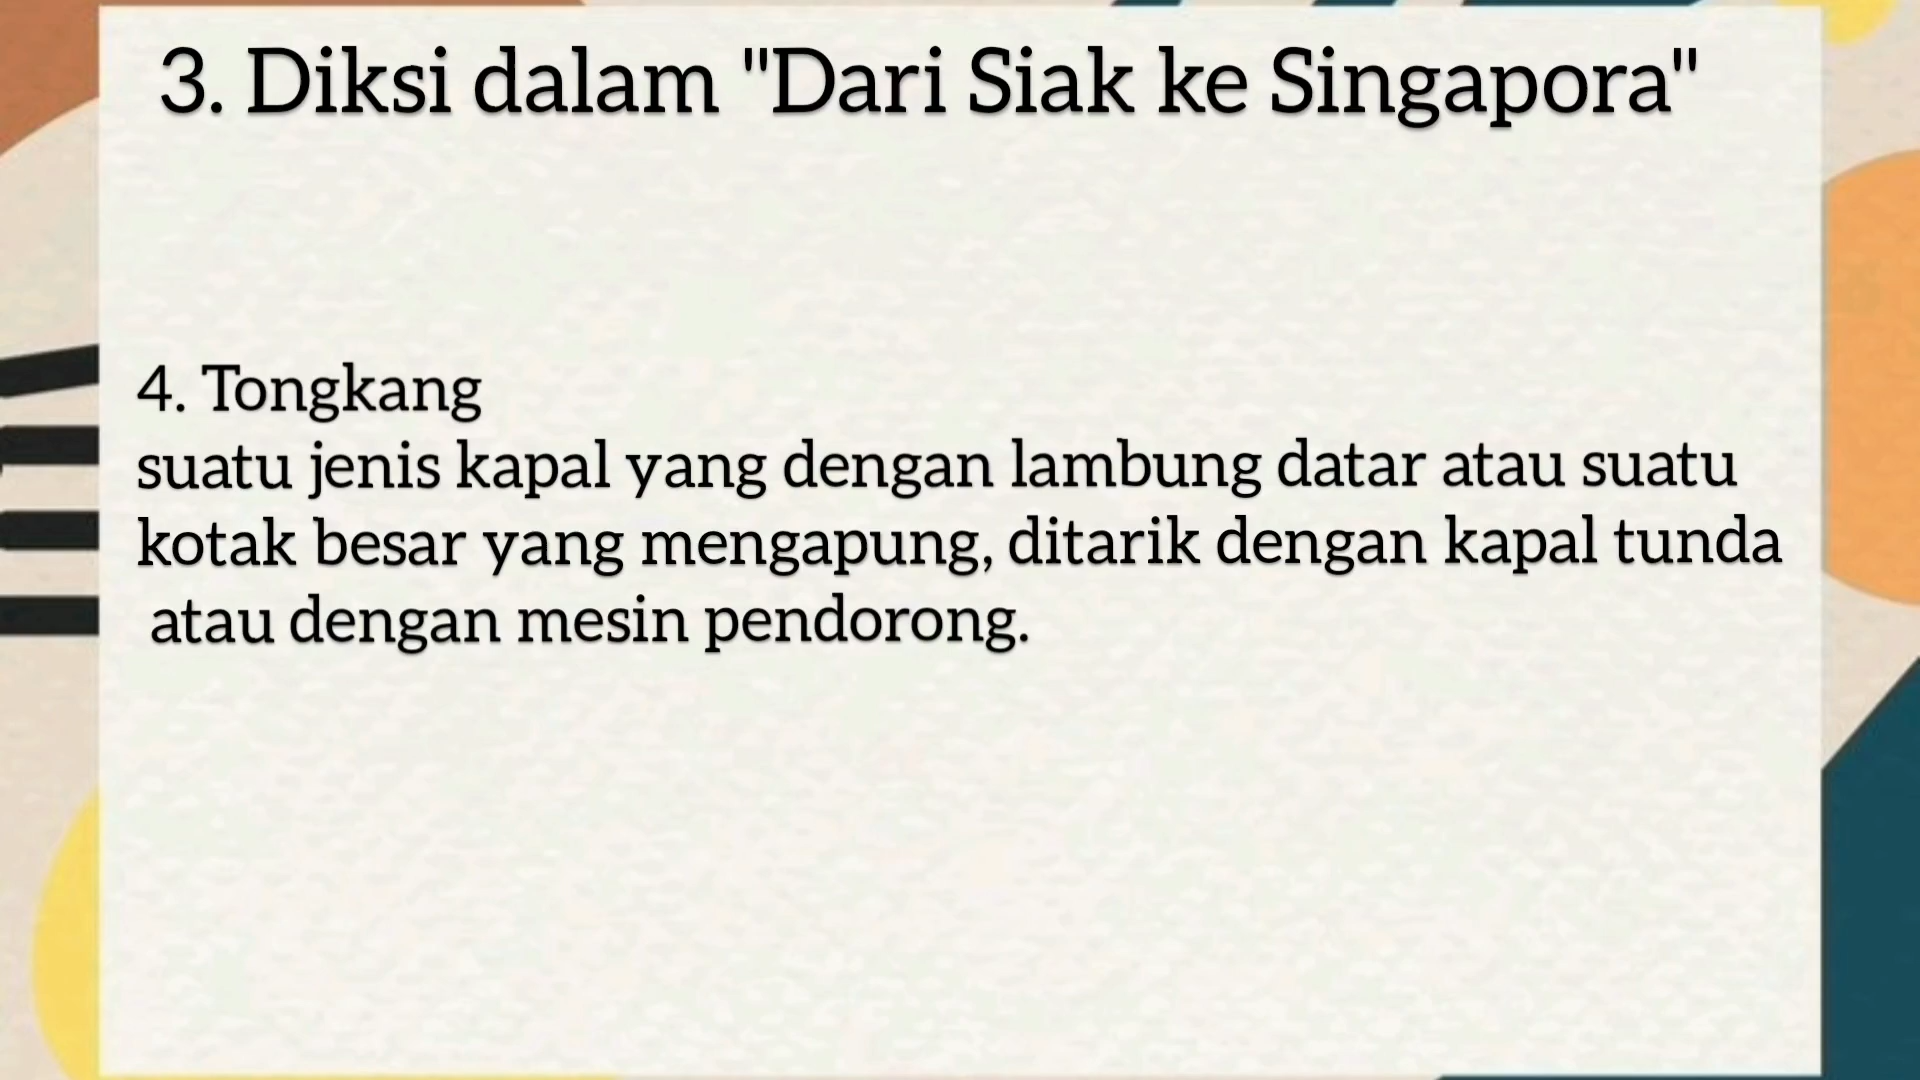 3. Diksi dalam "Dari Siak ke Singapora"
4. Tongkang
suatu jenis kapal yang dengan lambung datar atau suatu
kotak besar yang mengapung, ditarik dengan kapal tunda
atau dengan mesin pendorong.